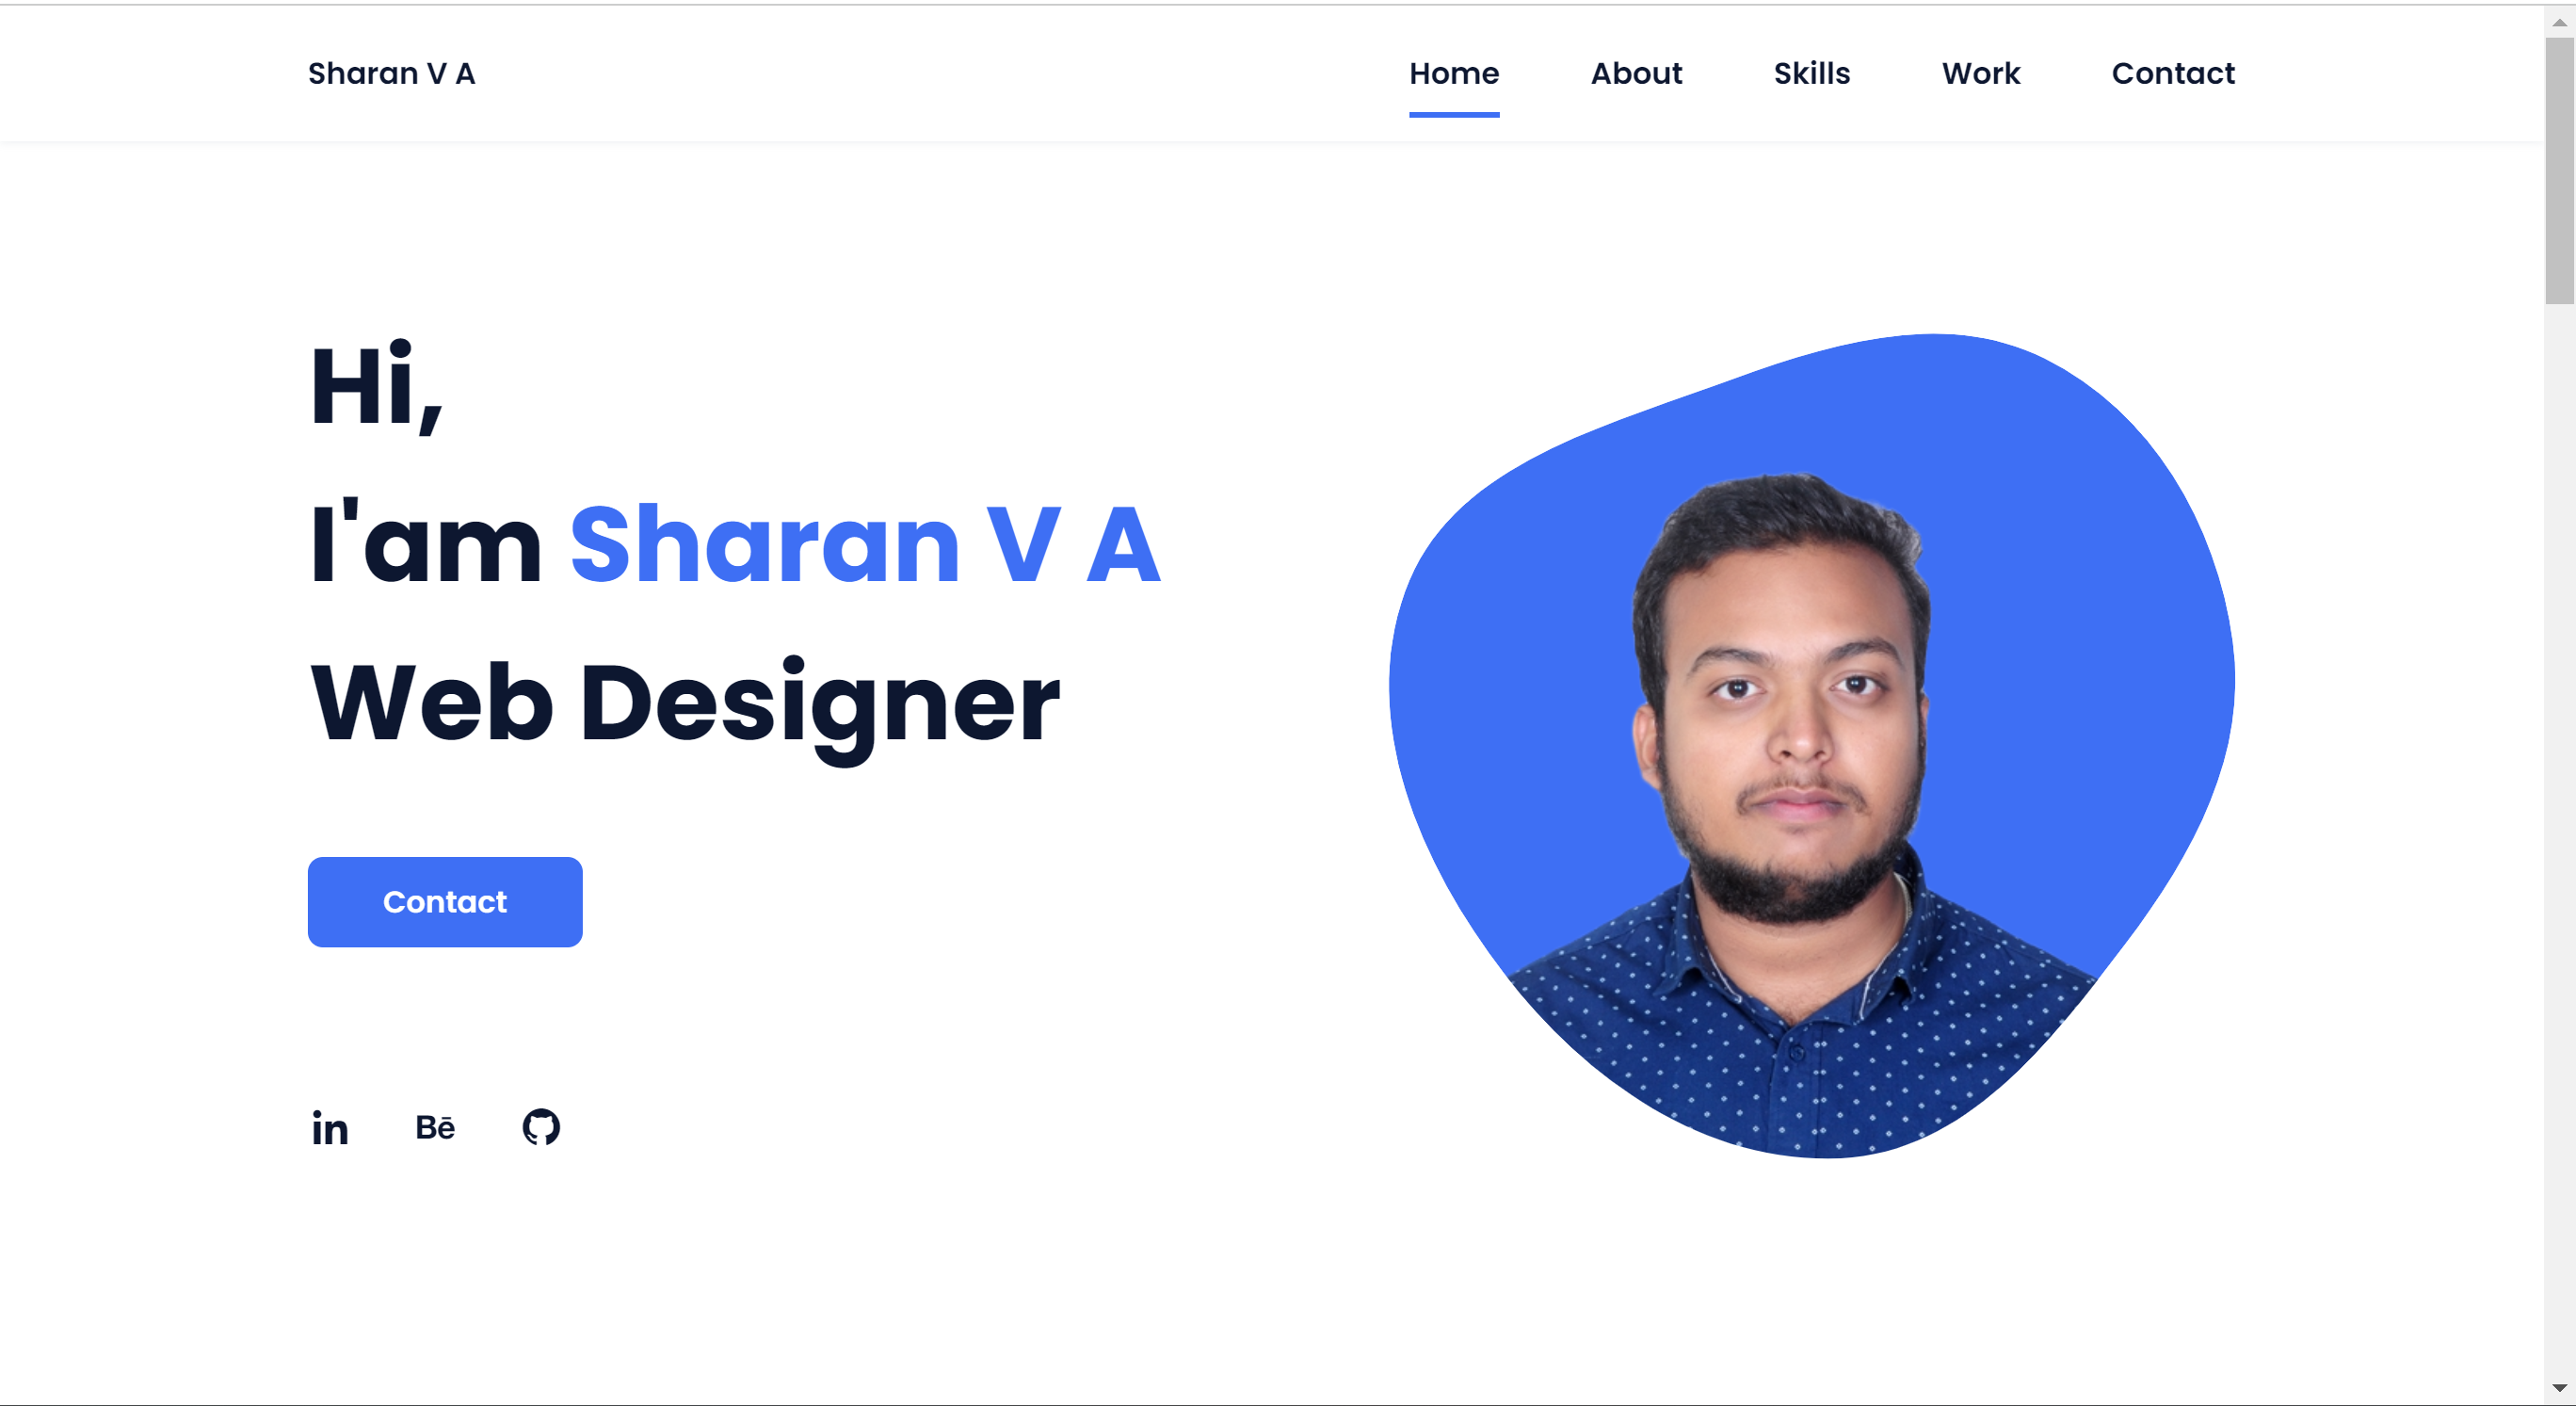 Sharan V A
Home About Skills Work Contact
Hi,
I'am Sharan V A
Web Designer
Contact
in Bē